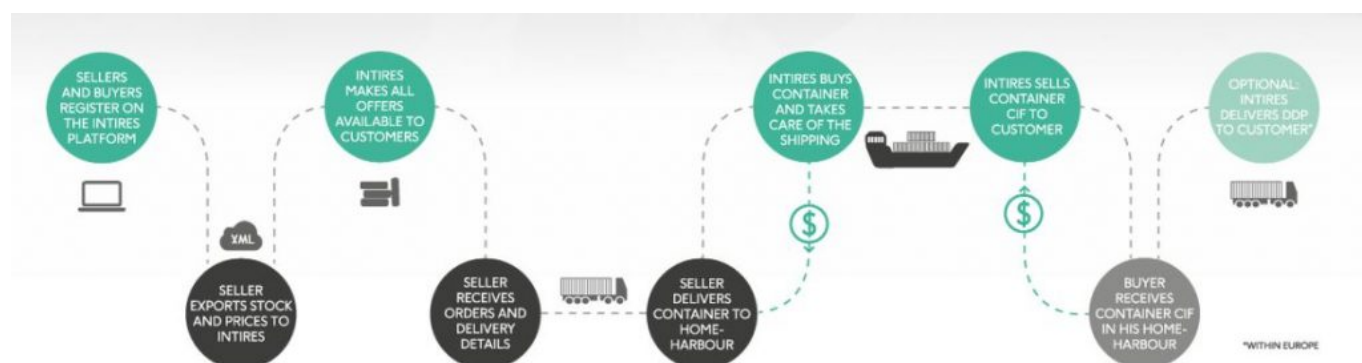 SELLERS
AND BUYERS
REGISTER ON
THE INTIRES
PLATFORM
XML
SELLER
EXPORTS STOCK
AND PRICES TO
INTIRES
INTIRES
MAKES ALL
OFFERS
AVAILABLE TO
CUSTOMERS
SELLER
RECEIVES
ORDERS AND
DELIVERY
DETAILS
SELLER
DELIVERS
CONTAINER TO
HOME-
HARBOUR
INTIRES BUYS
CONTAINER
AND TAKES
CARE OF THE
SHIPPING
$
INTIRES SELLS
CONTAINER
CIF TO
CUSTOMER
$
BUYER
RECEIVES
CONTAINER CIF
IN HIS HOME-
HARBOUR
OPTIONAL:
INTIRES
DELIVERS DDP
TO CUSTOMER*
*WITHIN EUROPE